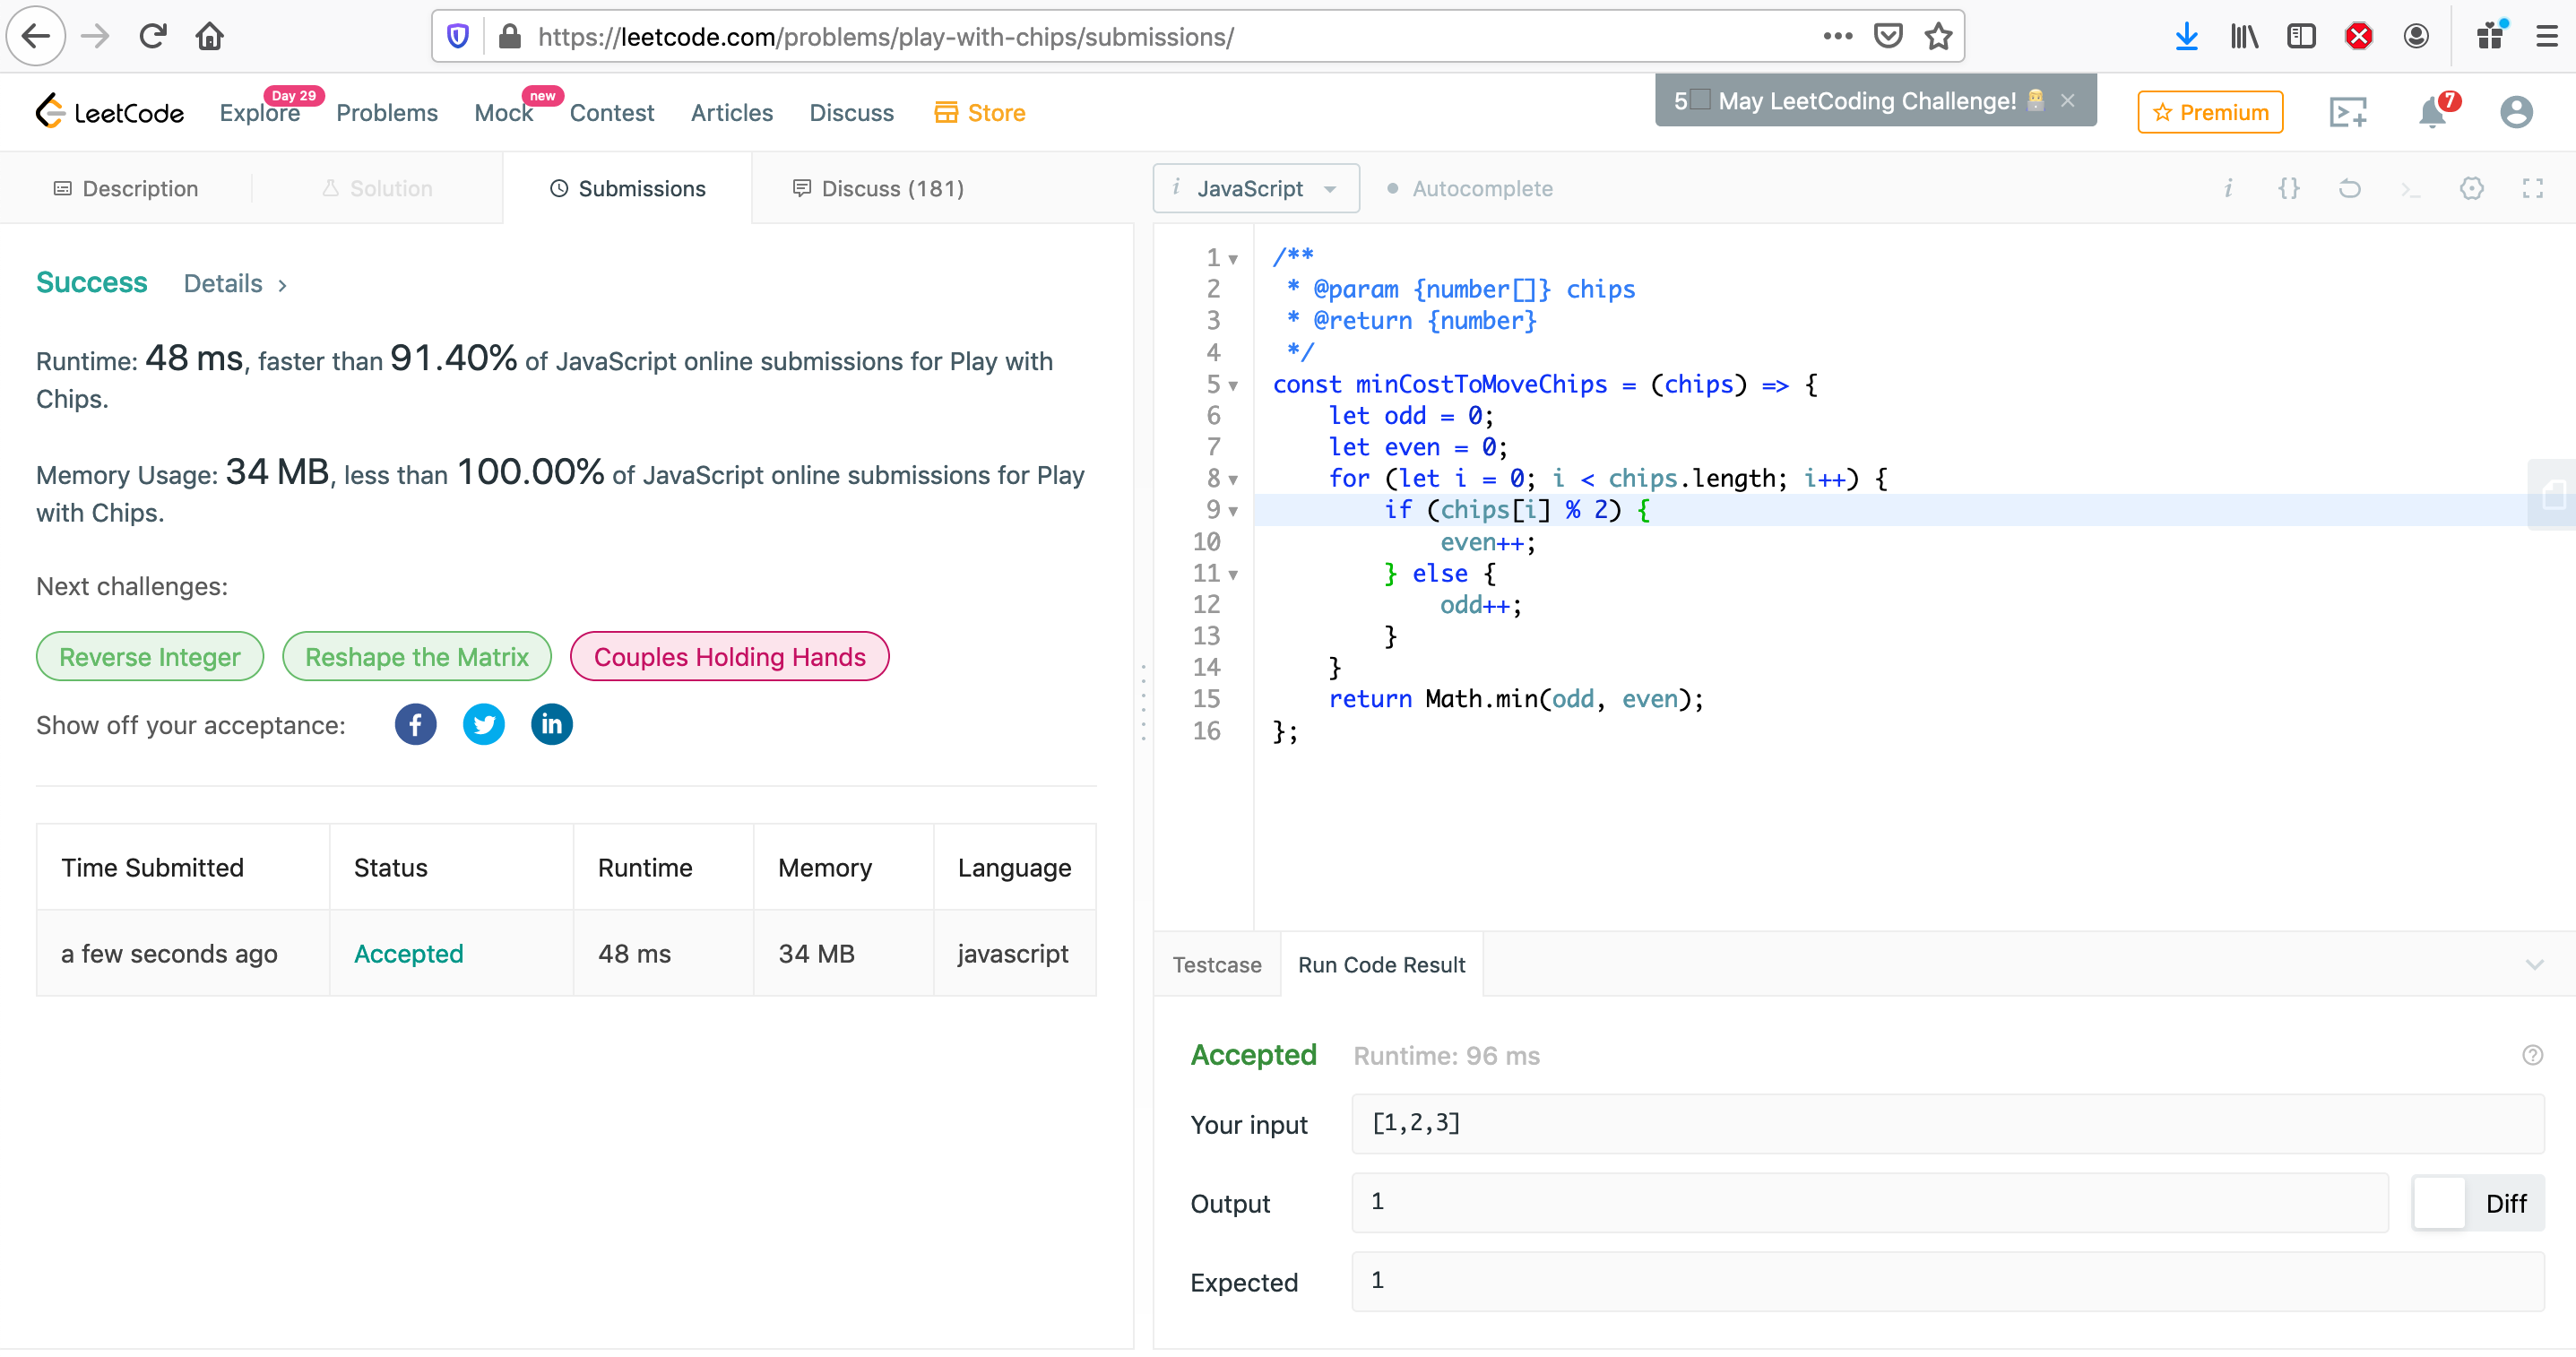 https://leetcode.com/problems/play-with-chips/submissions/
LeetCode
Explore
Day 29
Problems
Mock
new
Contest
Articles
Discuss
Store
5 May LeetCoding Challenge!
Premium
7
Description
Solution
Submissions
Discuss (181)
i JavaScript
Autocomplete
Success
Details
Runtime: 48 ms, faster than 91.40% of JavaScript online submissions for Play with
Chips.
Memory Usage: 34 MB, less than 100.00% of JavaScript online submissions for Play
with Chips.
Next challenges:
Reverse Integer
Reshape the Matrix
Couples Holding Hands
Show off your acceptance:
Time Submitted Status Runtime Memory Language
a few seconds ago Accepted 48 ms 34 MB javascript
1 /**
2  * @param {number[]} chips
3  * @return {number}
4  */
5 const minCostToMoveChips = (chips) => {
6     let odd = 0;
7     let even = 0;
8     for (let i = 0; i < chips.length; i++) {
9         if (chips[i] % 2) {
10             even++;
11         } else {
12             odd++;
13         }
14     }
15     return Math.min(odd, even);
16 };
Testcase
Run Code Result
Accepted
Runtime: 96 ms
Your input
[1,2,3]
Output
1
Diff
Expected
1